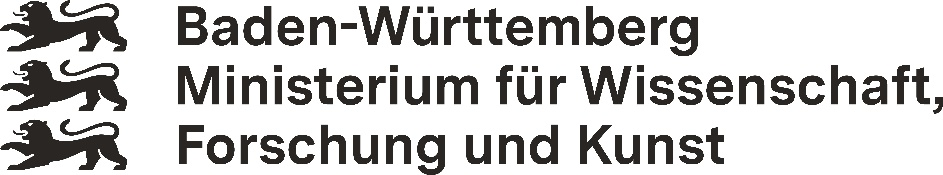 Baden-Württemberg
Ministerium für Wissenschaft,
Forschung und Kunst